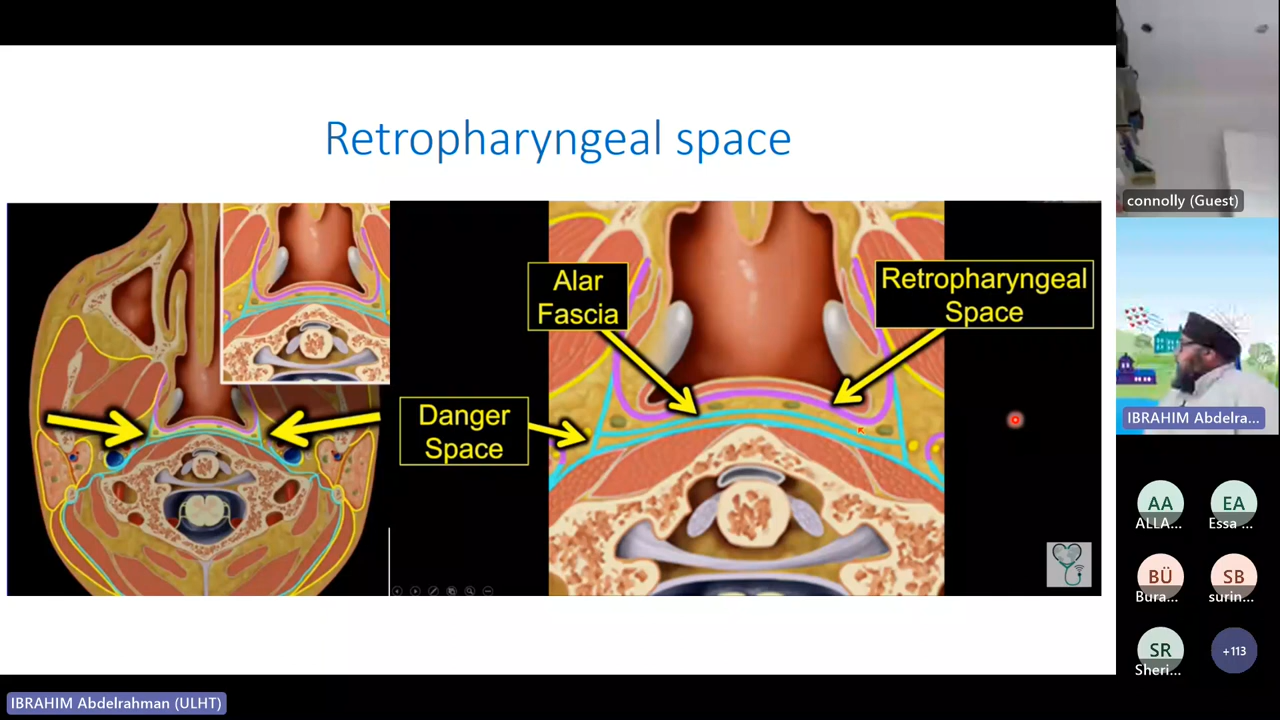 Retropharyngeal space
Alar
Fascia
Retropharyngeal
Space
Danger
Space
connolly (Guest)
IBRAHIM Abdelra...
AA
EA
ALLA...
Essa ...
BÜ
SB
Bura...
surin...
SR
+113
Sheri...
IBRAHIM Abdelrahman (ULHT)